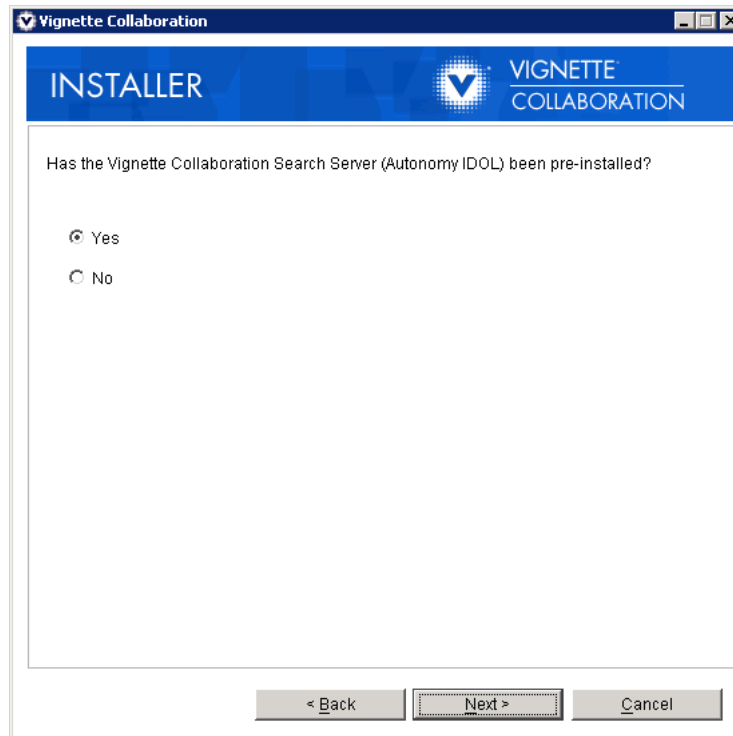 Vignette Collaboration
INSTALLER
VIGNETTE
COLLABORATION
Has the Vignette Collaboration Search Server (Autonomy IDOL) been pre-installed?
Yes
No
< Back
Next >
Cancel